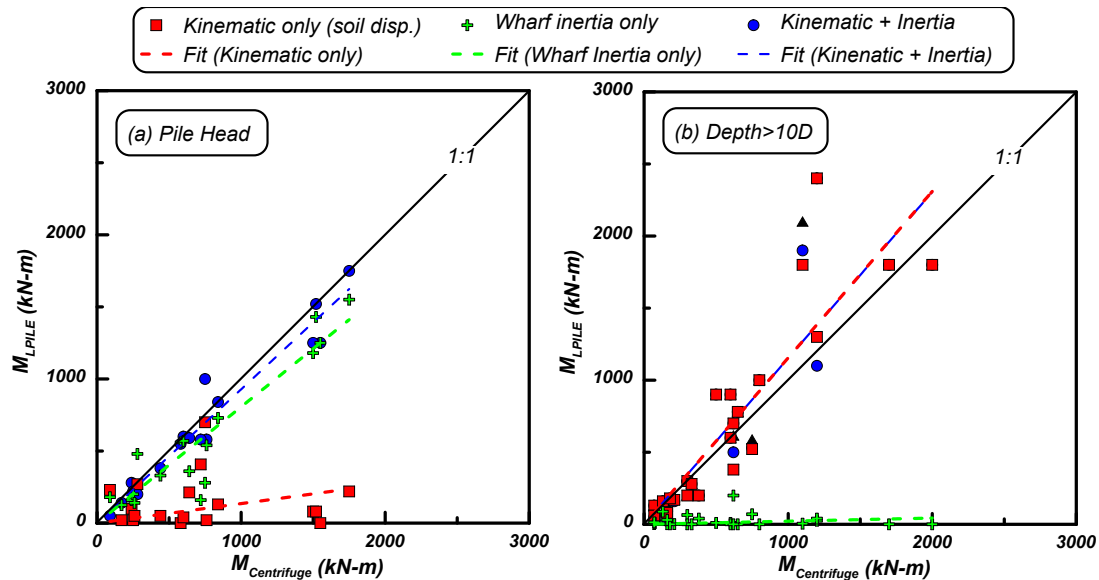 Kinematic only (soil disp.) Wharf inertia only Kinematic + Inertia
Fit (Kinematic only) Fit (Wharf Inertia only) Fit (Kinenatic + Inertia)
(a) Pile Head
1:1
3000
2000
1000
0
M_LPILE (kN-m)
0 1000 2000 3000
M_Centrifuge (kN-m)
(b) Depth>10D
1:1
3000
2000
1000
0
M_LPILE (kN-m)
0 1000 2000 3000
M_Centrifuge (kN-m)